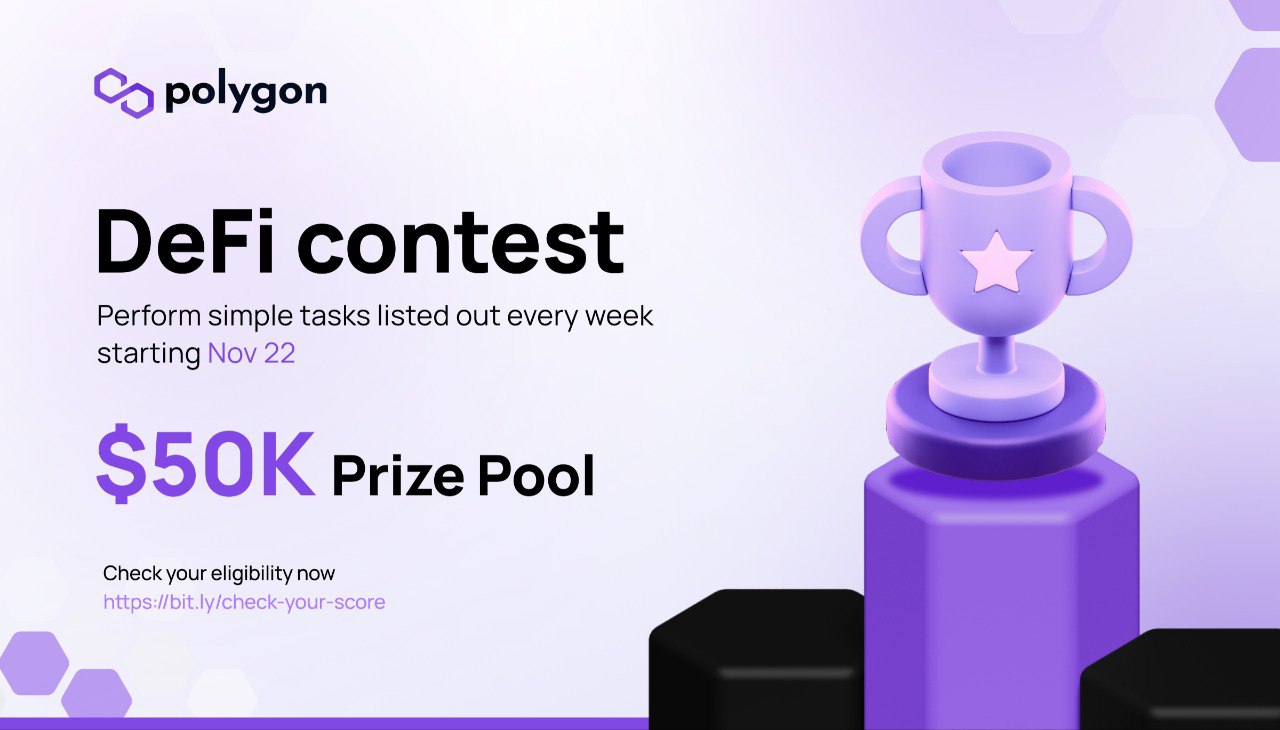 polygon
DeFi contest
Perform simple tasks listed out every week
starting Nov 22
$50K Prize Pool
Check your eligibility now
https://bit.ly/check-your-score